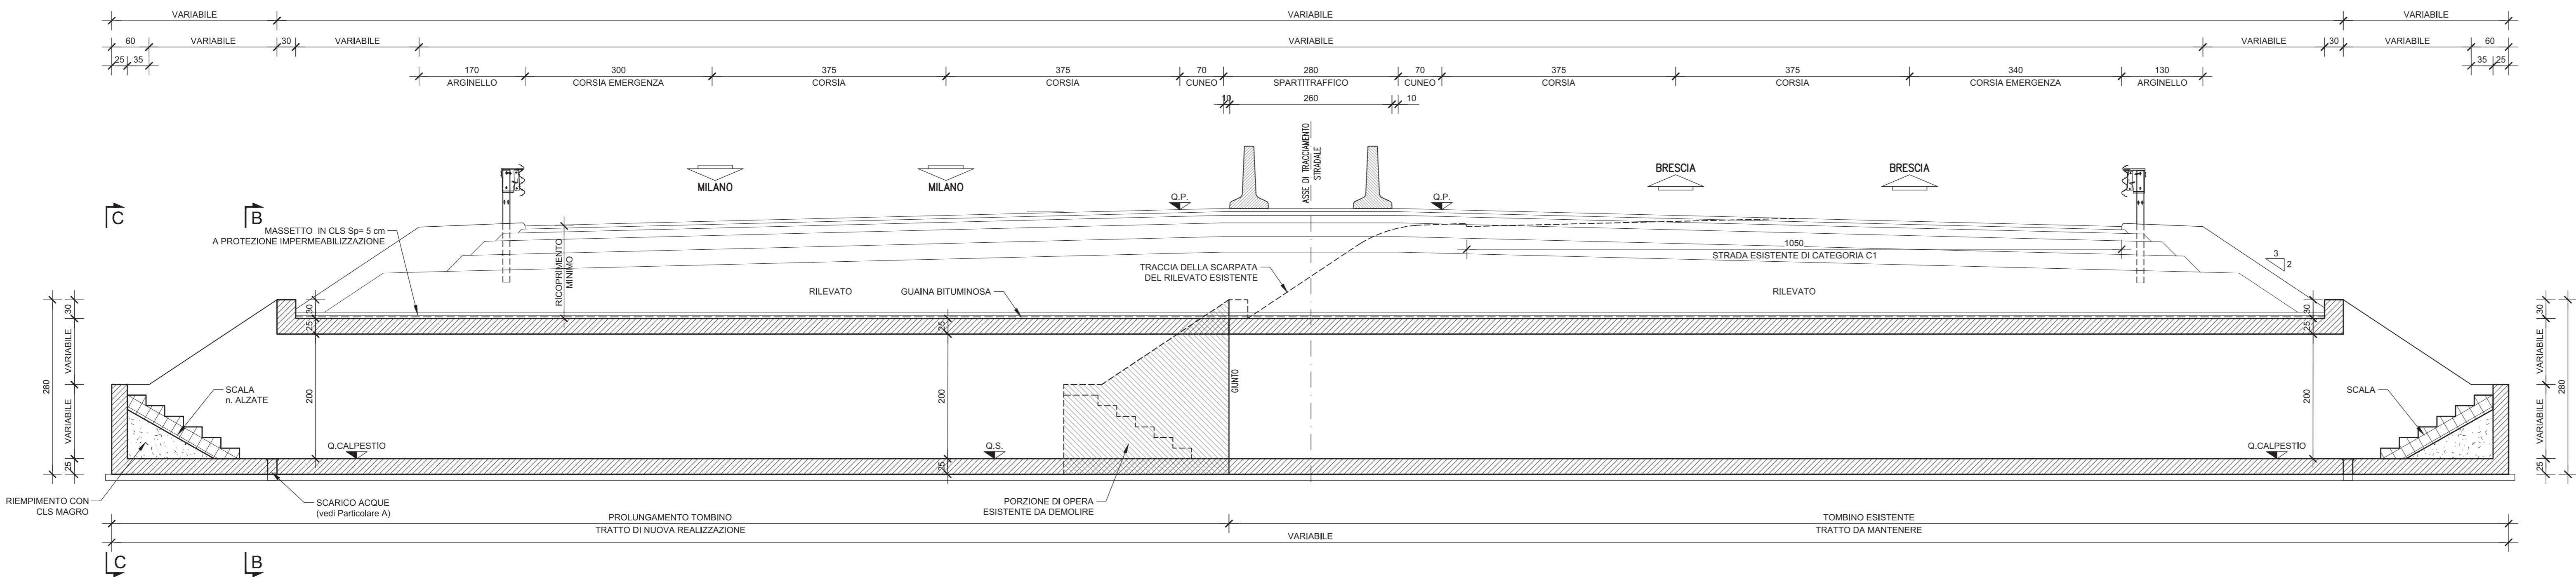 VARIABILE VARIABILE VARIABILE
60 VARIABILE 30 VARIABILE VARIABILE VARIABILE 30 VARIABILE 60
25 35 35 25
170 300 375 375 70 280 70 375 375 340 130
ARGINELLO CORSIA EMERGENZA CORSIA CORSIA CUNEO SPARTITRAFFICO CUNEO CORSIA CORSIA CORSIA EMERGENZA ARGINELLO
10 260 10
ASSE DI TRACCIAMENTO
STRADALE
MILANO MILANO BRESCIA BRESCIA
Q.P. Q.P.
C B
MASSETTO IN CLS Sp= 5 cm
A PROTEZIONE IMPERMEABILIZZAZIONE
RICOPRIMENTO
MINIMO
1050
STRADA ESISTENTE DI CATEGORIA C1
TRACCIA DELLA SCARPATA
DEL RILEVATO ESISTENTE
3
2
RILEVATO GUAINA BITUMINOSA RILEVATO
280 30 VARIABILE VARIABILE 25
30 25 200
25 200 25
GIUNTO
30 25 200
30 VARIABILE VARIABILE 25 280
SCALA
n. ALZATE
SCALA
Q.CALPESTIO Q.S. Q.CALPESTIO
RIEMPIMENTO CON
CLS MAGRO
SCARICO ACQUE
(vedi Particolare A)
PORZIONE DI OPERA
ESISTENTE DA DEMOLIRE
PROLUNGAMENTO TOMBINO TOMBINO ESISTENTE
TRATTO DI NUOVA REALIZZAZIONE TRATTO DA MANTENERE
VARIABILE
C B